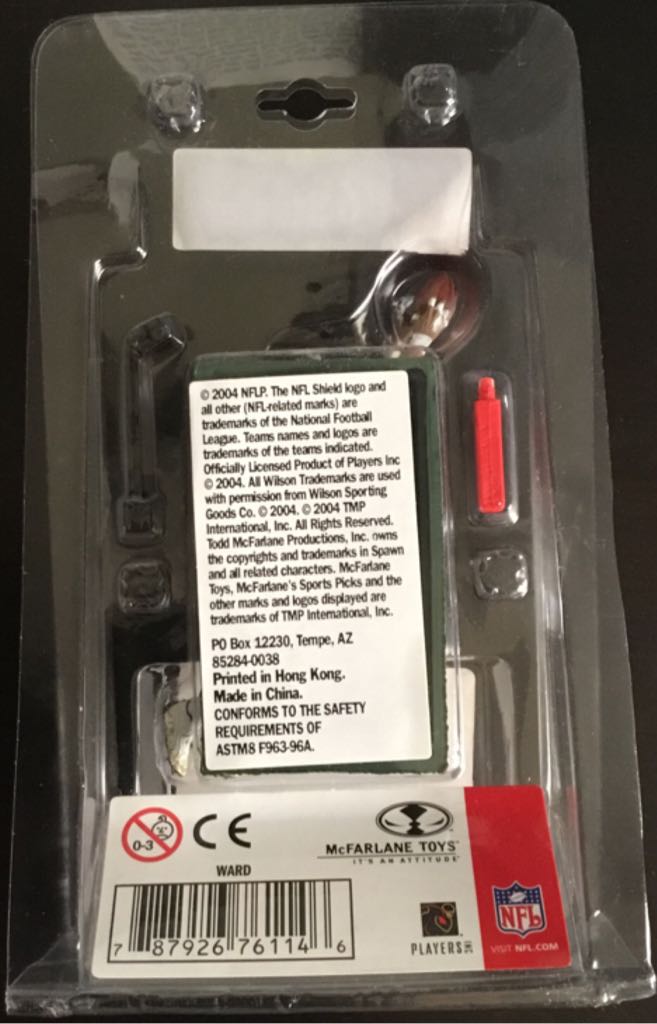 © 2004 NFLP. The NFL Shield logo and
all other (NFL-related marks) are
trademarks of the National Football
League. Teams names and logos are
trademarks of the teams indicated.
Officially Licensed Product of Players Inc
© 2004. All Wilson Trademarks are used
with permission from Wilson Sporting
Goods Co. © 2004. © 2004 TMP
International, Inc. All Rights Reserved.
Todd McFarlane Productions, Inc. owns
the copyrights and trademarks in Spawn
and all related characters. McFarlane
Toys, McFarlane's Sports Picks and the
other marks and logos displayed are
trademarks of TMP International, Inc.
PO Box 12230, Tempe, AZ
85284-0038
Printed in Hong Kong.
Made in China.
CONFORMS TO THE SAFETY
REQUIREMENTS OF
ASTM8 F963-96A.
0-3
CE
McFARLANE TOYS
IT'S AN ATTITUDE
WARD
7 87926 76114 6
PLAYERS INC
NFL
VISIT NFL.COM